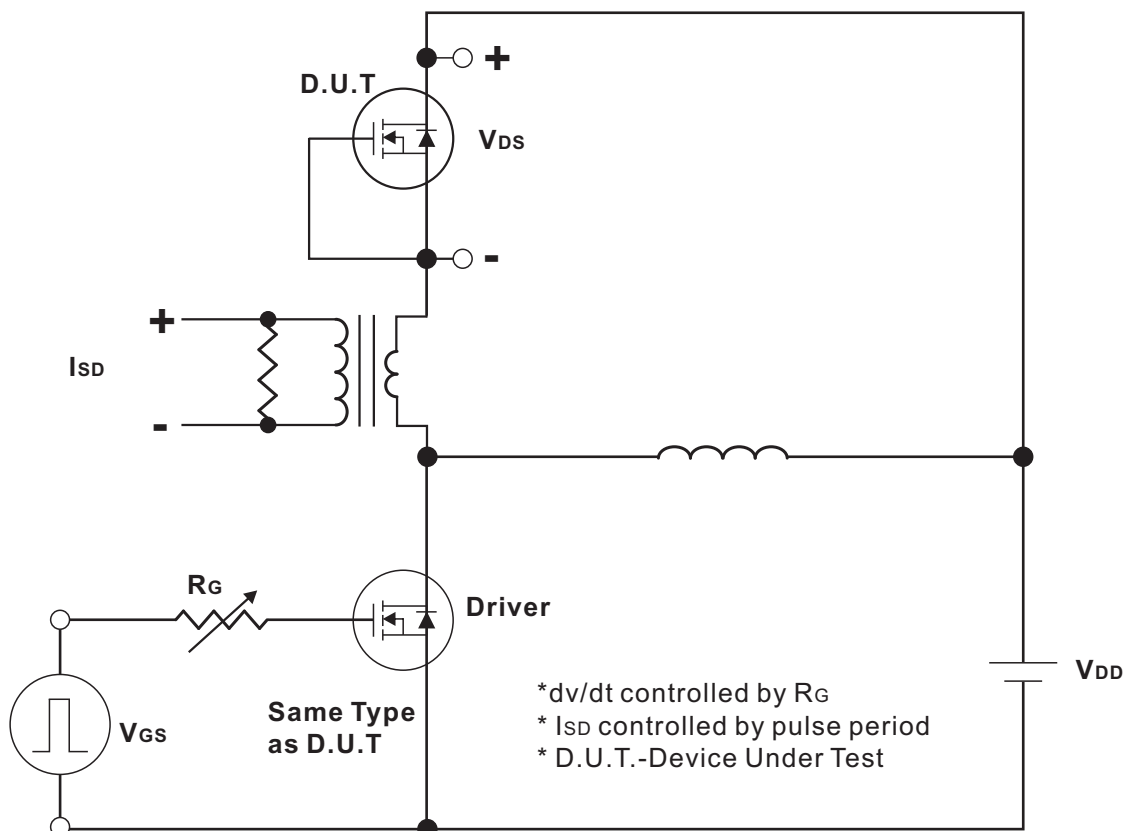 +
D.U.T
VDS
-
+
ISD
-
RG
Driver
VGS
Same Type
as D.U.T
VDD
*dv/dt controlled by RG
* ISD controlled by pulse period
* D.U.T.-Device Under Test